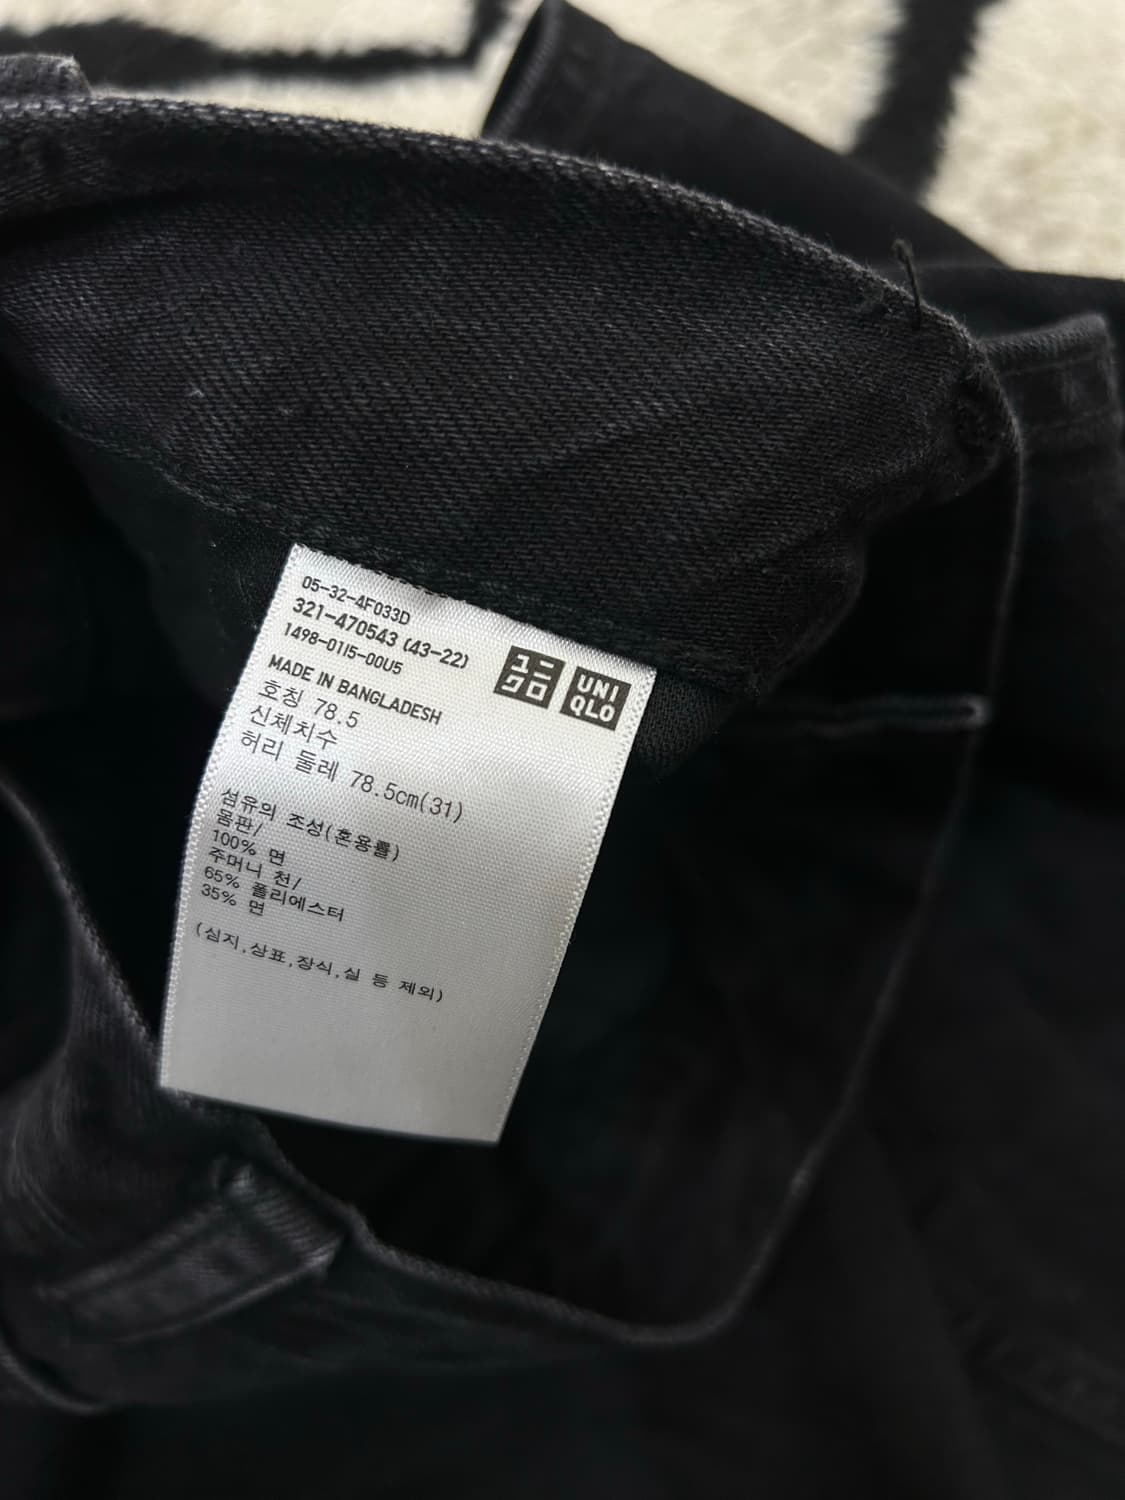 05-32-4F033D
321-470543 (43-22)
1498-0115-00U5
ユニ
クロ
UNI
QLO
MADE IN BANGLADESH
호칭 78.5
신체치수
허리 둘레 78.5cm(31)
섬유의 조성(혼용률)
몸판/
100% 면
주머니 천/
65% 폴리에스터
35% 면
(심지,상표,장식,실 등 제외)